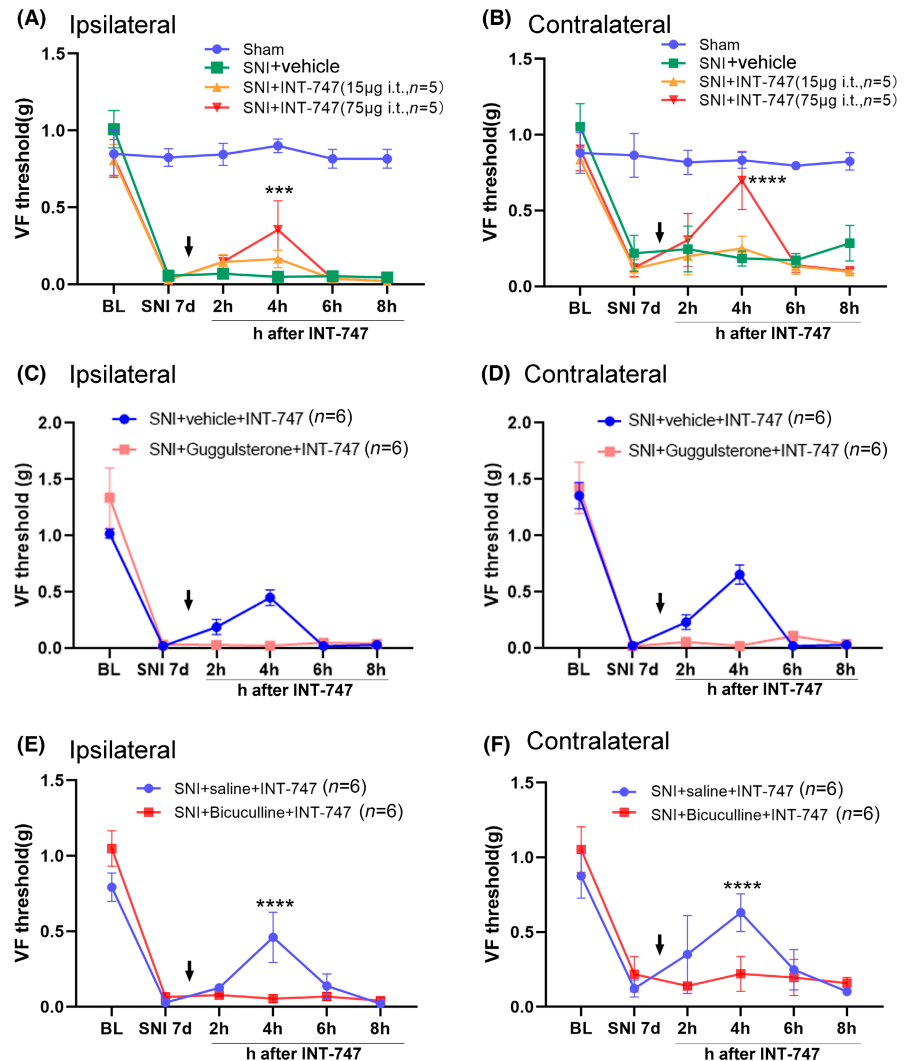 (A) Ipsilateral
Sham
SNI+vehicle
SNI+INT-747(15μg i.t.,n=5)
SNI+INT-747(75μg i.t.,n=5)
VF threshold(g)
1.5
1.0
0.5
0.0
***
BL SNI 7d 2h 4h 6h 8h
h after INT-747
(B) Contralateral
Sham
SNI+vehicle
SNI+INT-747(15μg i.t.,n=5)
SNI+INT-747(75μg i.t.,n=5)
VF threshold(g)
1.5
1.0
0.5
0.0
****
BL SNI 7d 2h 4h 6h 8h
h after INT-747
(C) Ipsilateral
SNI+vehicle+INT-747 (n=6)
SNI+Guggulsterone+INT-747 (n=6)
VF threshold (g)
2.0
1.5
1.0
0.5
0.0
BL SNI 7d 2h 4h 6h 8h
h after INT-747
(D) Contralateral
SNI+vehicle+INT-747 (n=6)
SNI+Guggulsterone+INT-747 (n=6)
VF threshold (g)
2.0
1.5
1.0
0.5
0.0
BL SNI 7d 2h 4h 6h 8h
h after INT-747
(E) Ipsilateral
SNI+saline+INT-747 (n=6)
SNI+Bicuculline+INT-747 (n=6)
VF threshold(g)
1.5
1.0
0.5
0.0
****
BL SNI 7d 2h 4h 6h 8h
h after INT-747
(F) Contralateral
SNI+saline+INT-747 (n=6)
SNI+Bicuculline+INT-747 (n=6)
VF threshold(g)
1.5
1.0
0.5
0.0
****
BL SNI 7d 2h 4h 6h 8h
h after INT-747